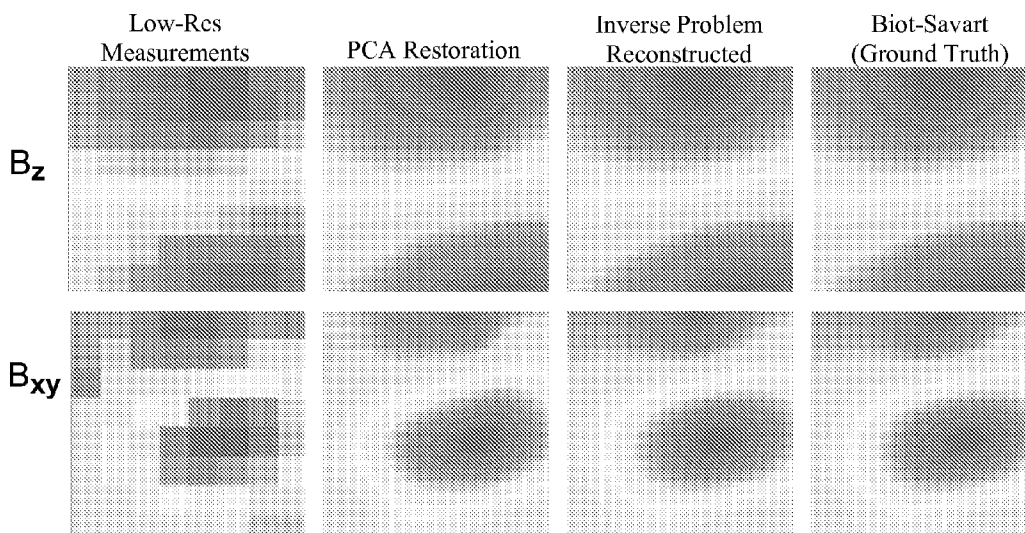 Low-Res
Measurements
PCA Restoration
Inverse Problem
Reconstructed
Biot-Savart
(Ground Truth)
Bz
Bxy